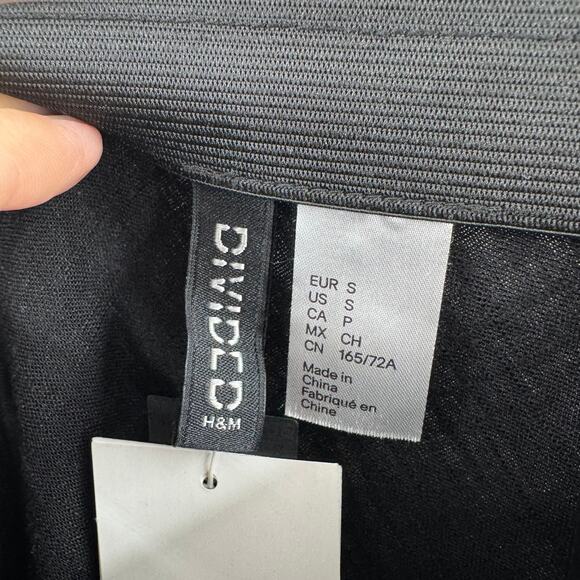 DIVIDED
H&M
EUR S
US S
CA P
MX CH
CN 165/72A
Made in
China
Fabriqué en
Chine